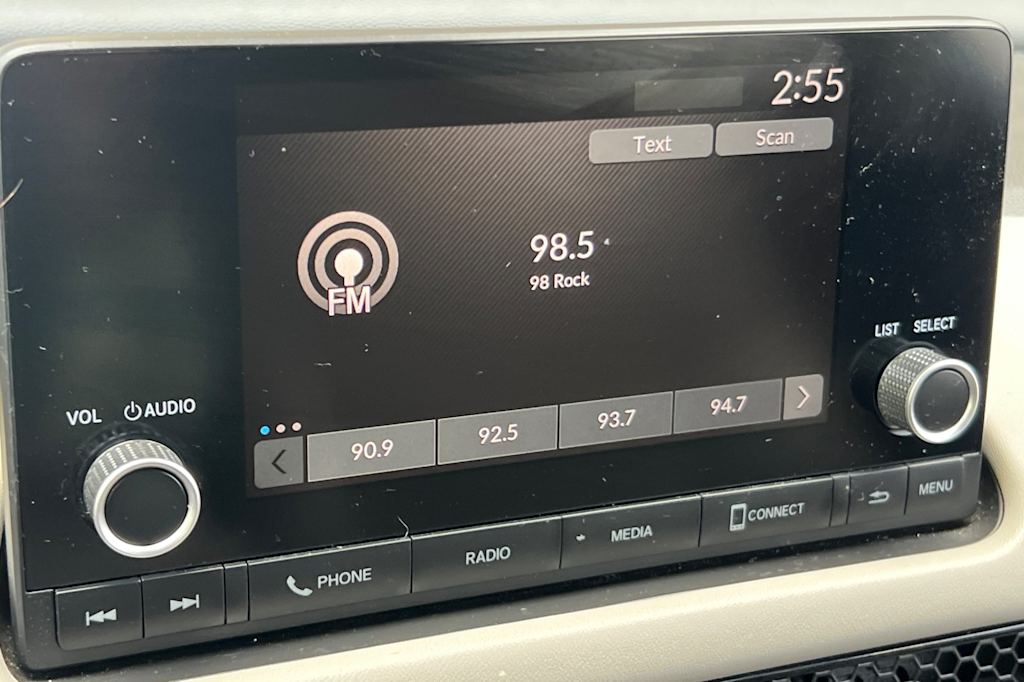 2:55
Text Scan
98.5
98 Rock
FM
90.9 92.5 93.7 94.7
LIST SELECT
VOL AUDIO
PHONE RADIO MEDIA CONNECT MENU